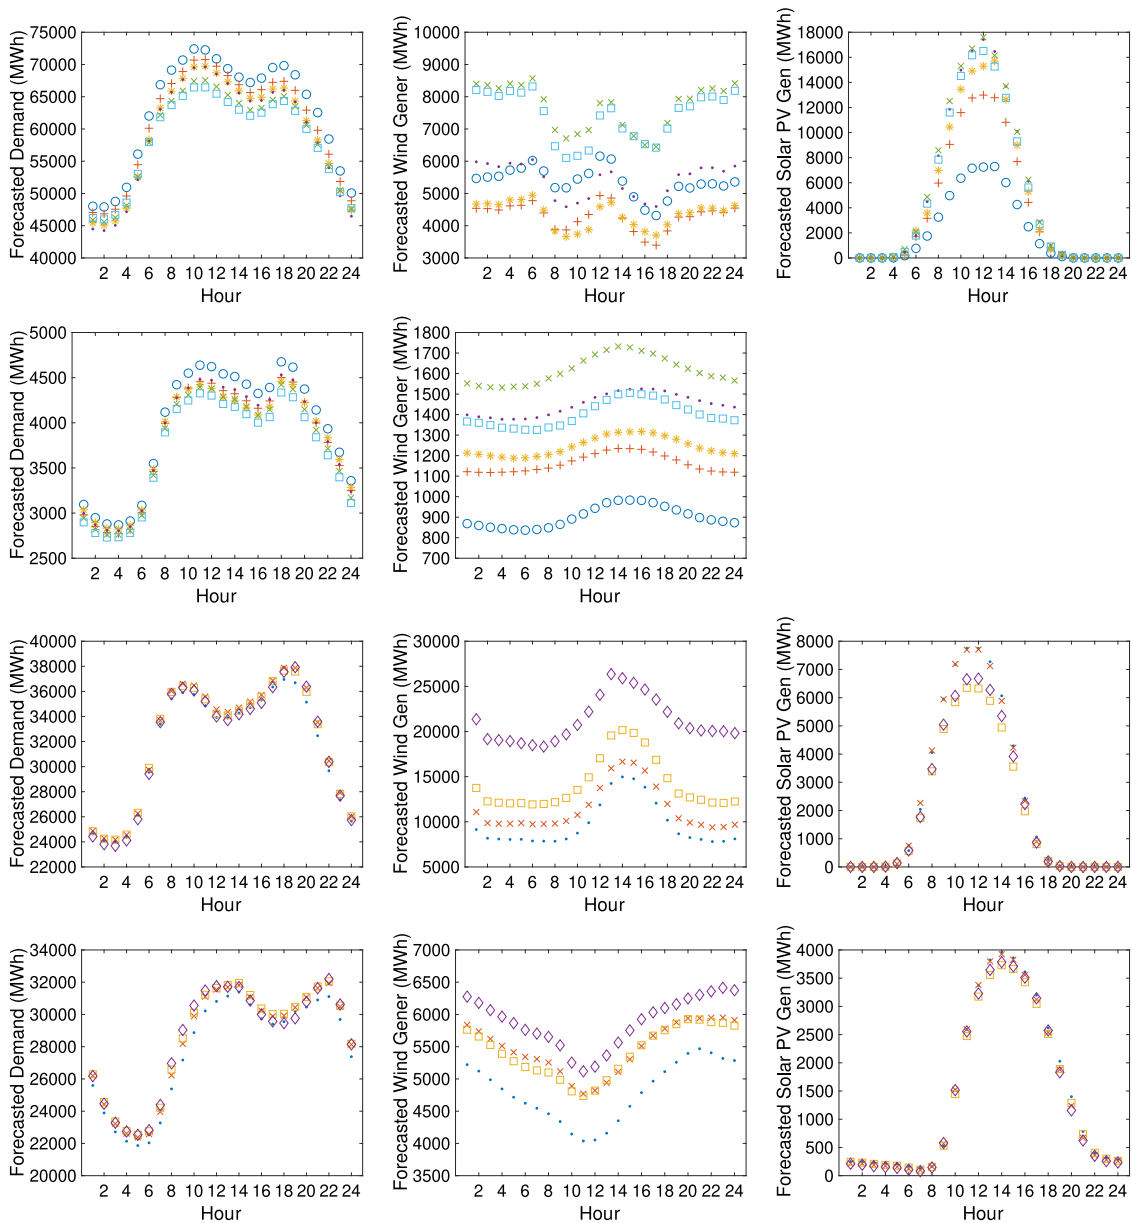 Forecasted Demand (MWh)
75000
70000
65000
60000
55000
50000
45000
40000
2 4 6 8 10 12 14 16 18 20 22 24
Hour
Forecasted Wind Gener (MWh)
10000
9000
8000
7000
6000
5000
4000
3000
2 4 6 8 10 12 14 16 18 20 22 24
Hour
Forecasted Solar PV Gen (MWh)
18000
16000
14000
12000
10000
8000
6000
4000
2000
0
2 4 6 8 10 12 14 16 18 20 22 24
Hour
Forecasted Demand (MWh)
5000
4500
4000
3500
3000
2500
2 4 6 8 10 12 14 16 18 20 22 24
Hour
Forecasted Wind Gener (MWh)
1800
1700
1600
1500
1400
1300
1200
1100
1000
900
800
700
2 4 6 8 10 12 14 16 18 20 22 24
Hour
Forecasted Demand (MWh)
40000
38000
36000
34000
32000
30000
28000
26000
24000
22000
2 4 6 8 10 12 14 16 18 20 22 24
Hour
Forecasted Wind Gen (MWh)
30000
25000
20000
15000
10000
5000
2 4 6 8 10 12 14 16 18 20 22 24
Hour
Forecasted Solar PV Gen (MWh)
8000
7000
6000
5000
4000
3000
2000
1000
0
2 4 6 8 10 12 14 16 18 20 22 24
Hour
Forecasted Demand (MWh)
34000
32000
30000
28000
26000
24000
22000
20000
2 4 6 8 10 12 14 16 18 20 22 24
Hour
Forecasted Wind Gener (MWh)
7000
6500
6000
5500
5000
4500
4000
3500
2 4 6 8 10 12 14 16 18 20 22 24
Hour
Forecasted Solar PV Gen (MWh)
4000
3500
3000
2500
2000
1500
1000
500
0
2 4 6 8 10 12 14 16 18 20 22 24
Hour